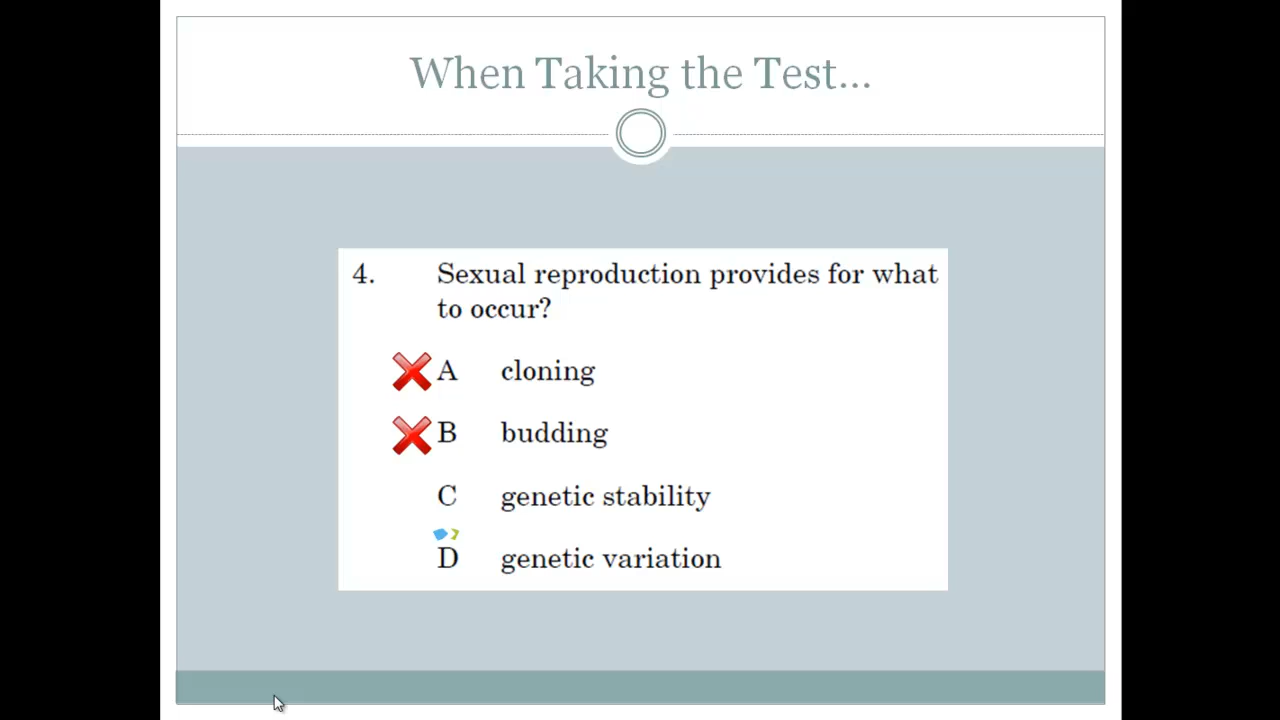 When Taking the Test...
4. Sexual reproduction provides for what
to occur?
A cloning
B budding
C genetic stability
D genetic variation